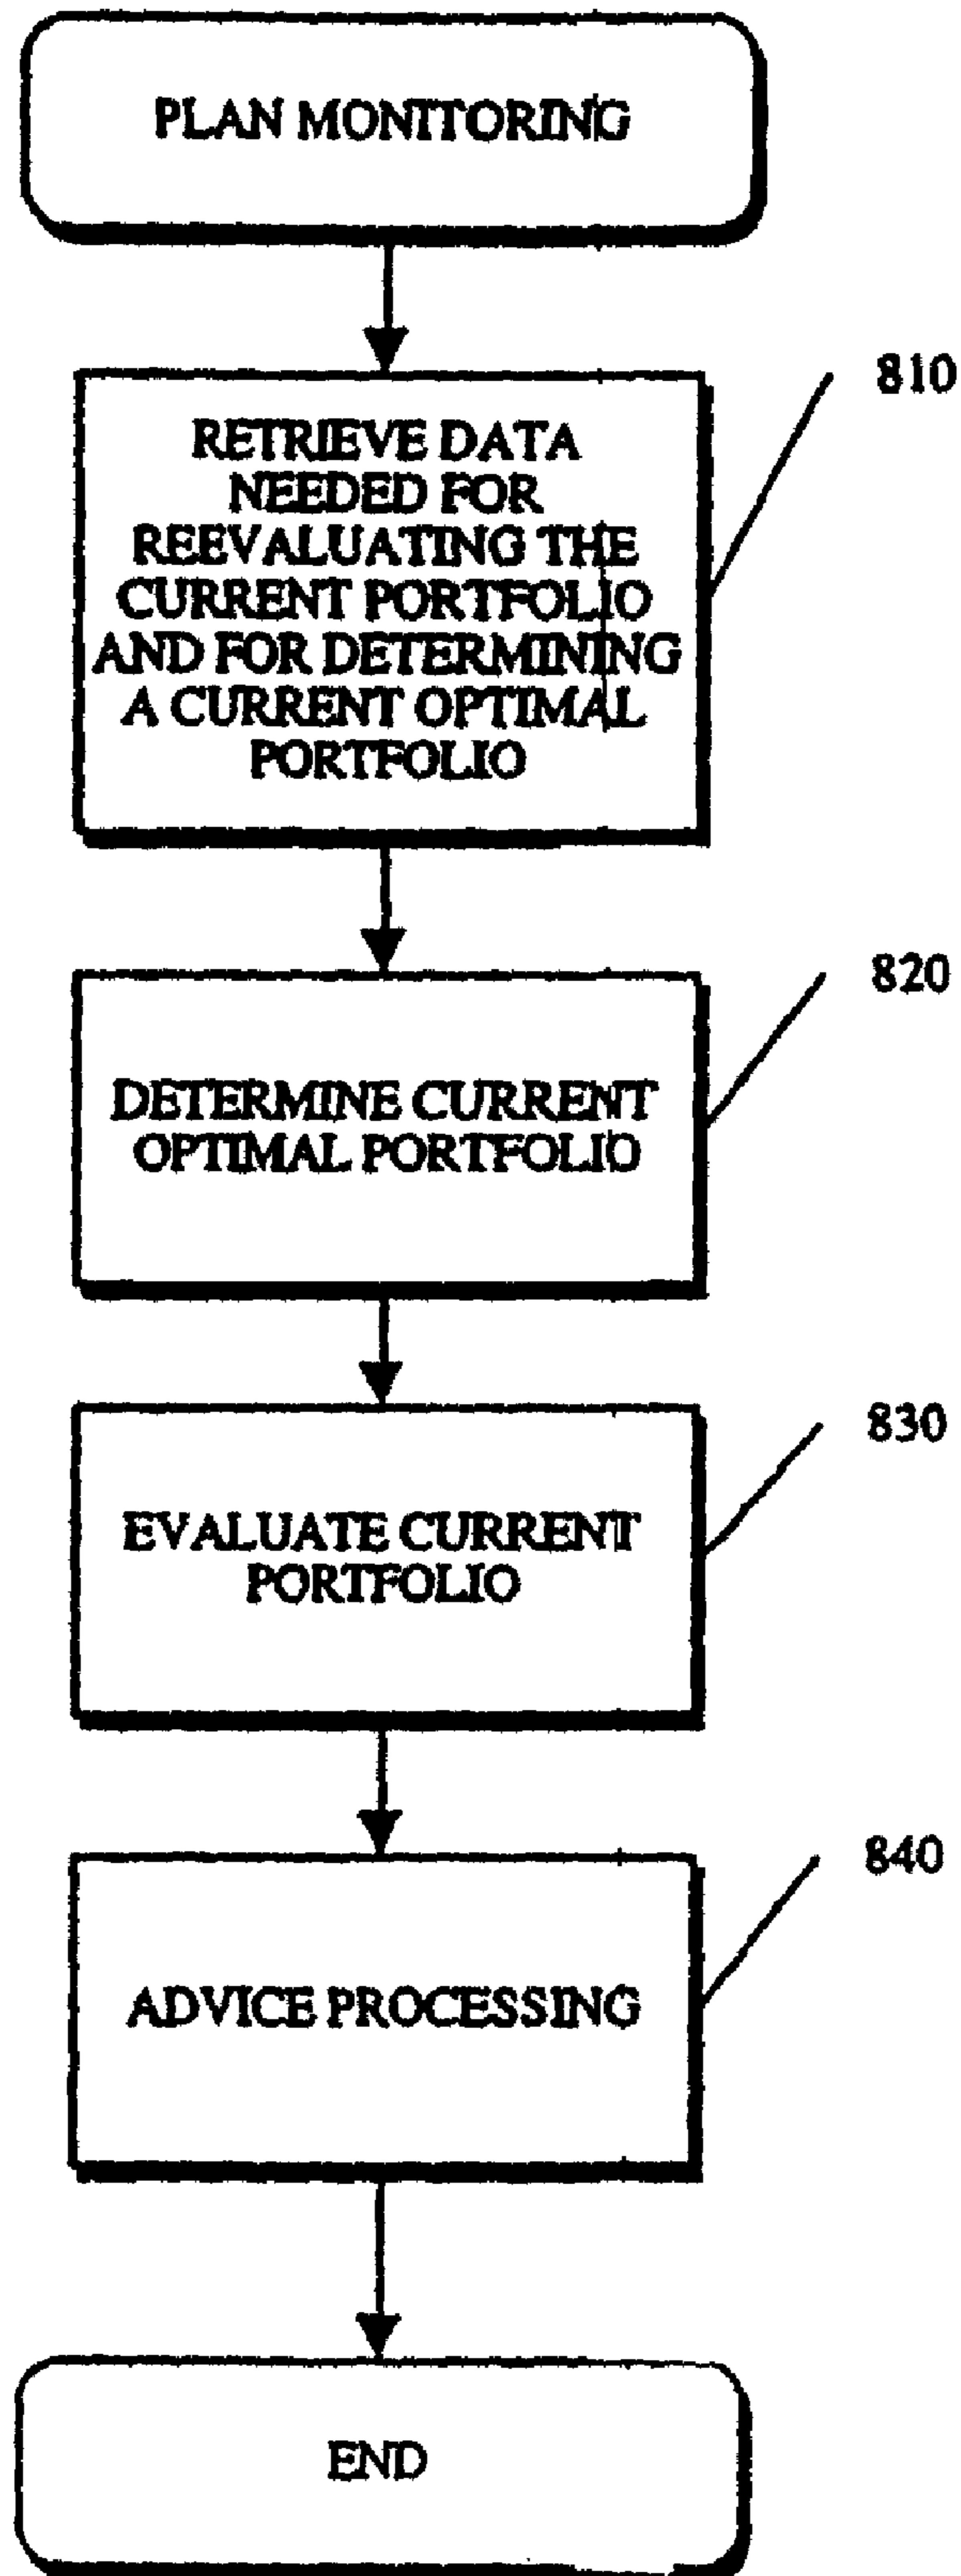 PLAN MONITORING
810
RETRIEVE DATA
NEEDED FOR
REEVALUATING THE
CURRENT PORTFOLIO
AND FOR DETERMINING
A CURRENT OPTIMAL
PORTFOLIO
820
DETERMINE CURRENT
OPTIMAL PORTFOLIO
830
EVALUATE CURRENT
PORTFOLIO
840
ADVICE PROCESSING
END